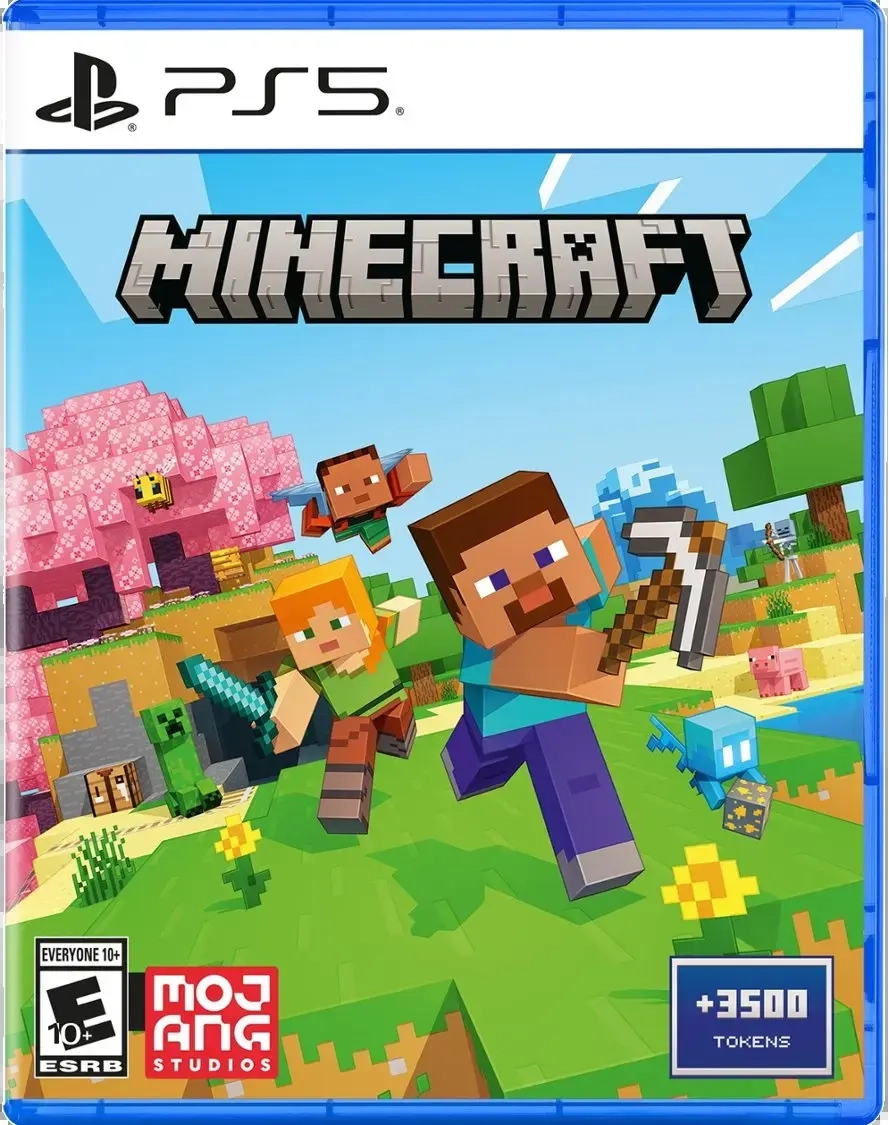 PS5®
MINECRAFT
EVERYONE 10+
E
10+
ESRB
MOJ
ANG
STUDIOS
+3500
TOKENS